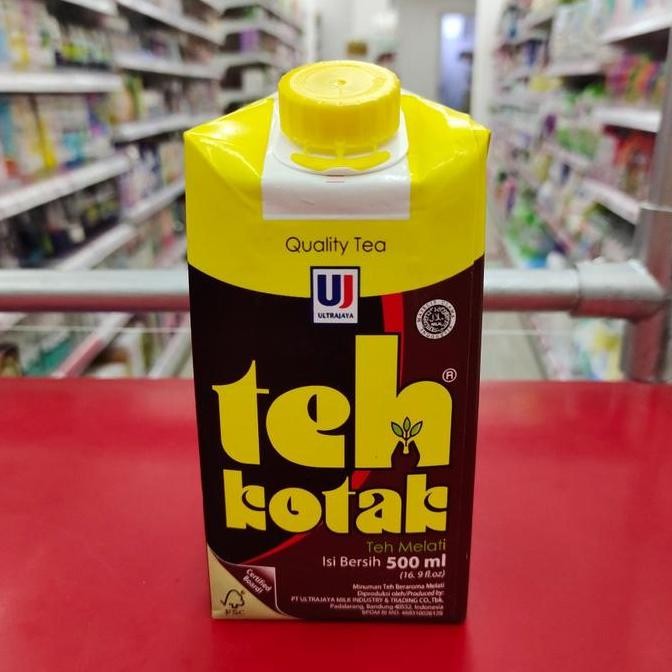 Quality Tea
UJ
ULTRAJAYA
teh®
kotak
Teh Melati
Isi Bersih 500 ml
(16. 9 fl.oz)
Minuman Teh Beraroma Melati
Diproduksi oleh/Produced by:
PT ULTRAJAYA MILK INDUSTRY & TRADING CO.,Tbk.
Padalarang, Bandung 40552, Indonesia
Certified
Board!
FSC